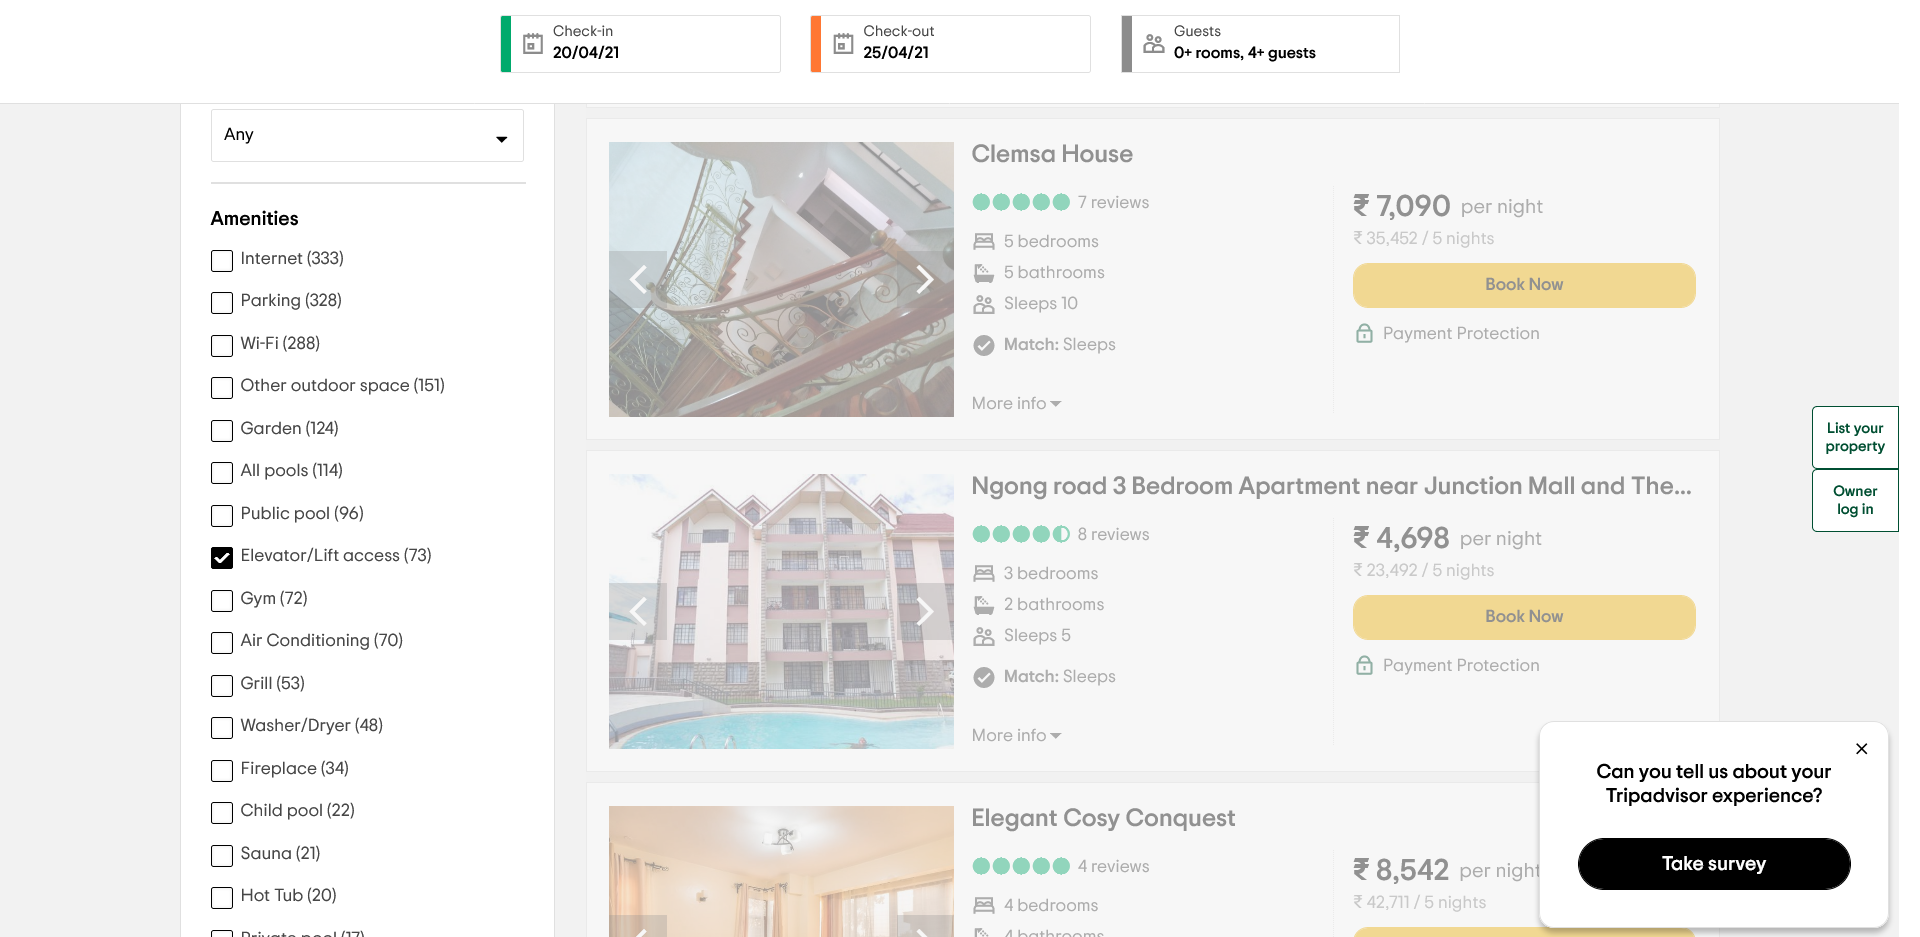 Check-in
20/04/21
Check-out
25/04/21
Guests
0+ rooms, 4+ guests
Any
Amenities
Internet (333)
Parking (328)
Wi-Fi (288)
Other outdoor space (151)
Garden (124)
All pools (114)
Public pool (96)
Elevator/Lift access (73)
Gym (72)
Air Conditioning (70)
Grill (53)
Washer/Dryer (48)
Fireplace (34)
Child pool (22)
Sauna (21)
Hot Tub (20)
Private pool (17)
Clemsa House
7 reviews
5 bedrooms
5 bathrooms
Sleeps 10
Match: Sleeps
More info
₹ 7,090 per night
₹ 35,452 / 5 nights
Book Now
Payment Protection
Ngong road 3 Bedroom Apartment near Junction Mall and The...
8 reviews
3 bedrooms
2 bathrooms
Sleeps 5
Match: Sleeps
More info
₹ 4,698 per night
₹ 23,492 / 5 nights
Book Now
Payment Protection
Elegant Cosy Conquest
4 reviews
4 bedrooms
4 bathrooms
₹ 8,542 per night
₹ 42,711 / 5 nights
List your
property
Owner
log in
Can you tell us about your
Tripadvisor experience?
Take survey